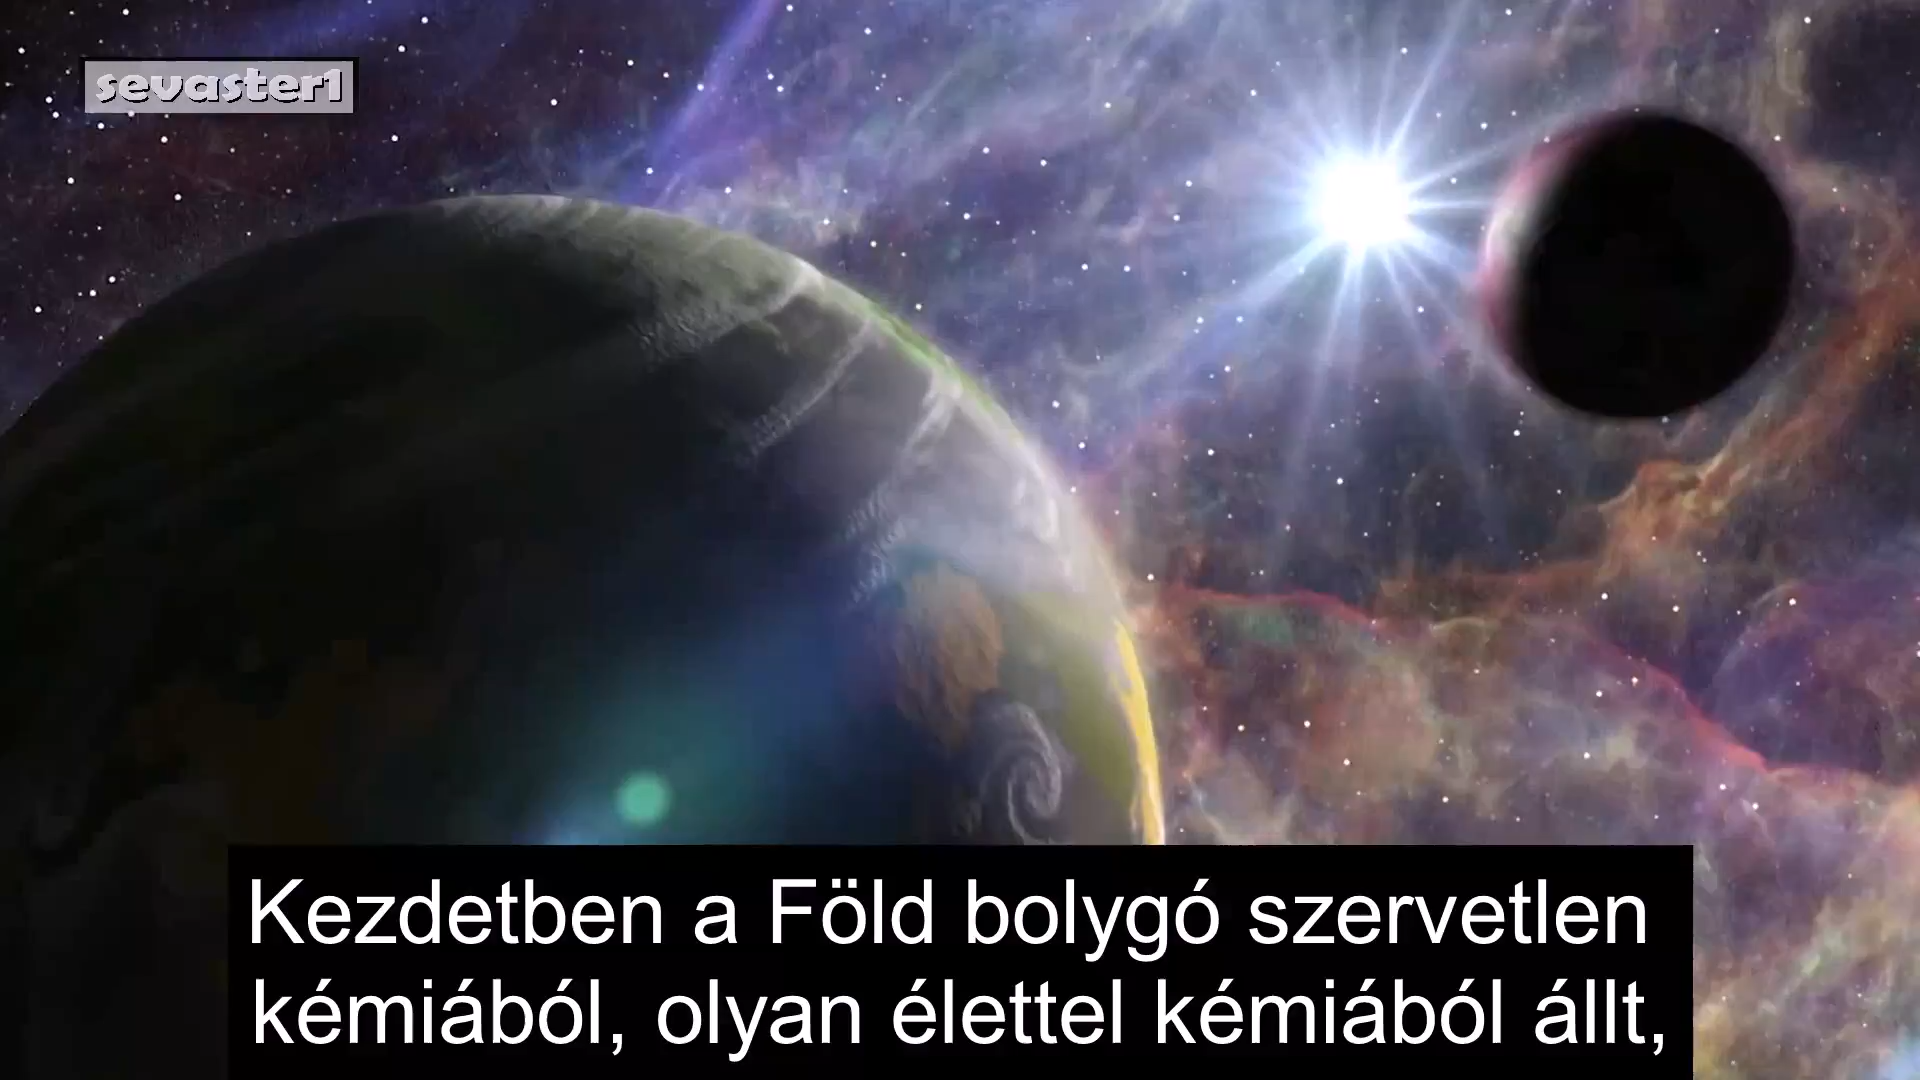 sevaster1
Kezdetben a Föld bolygó szervetlen
kémiából, olyan élettel kémiából állt,